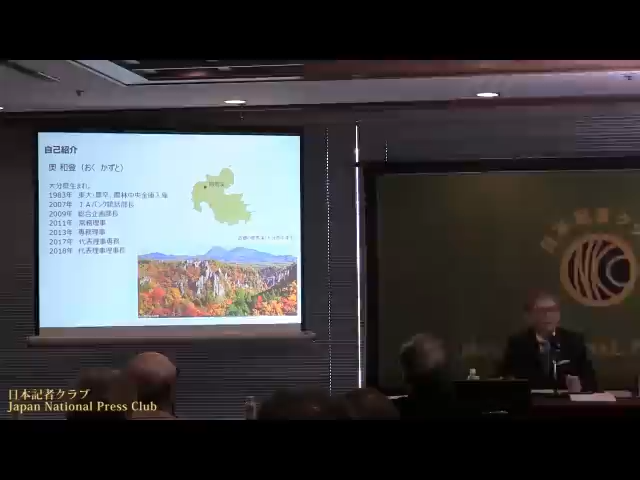 自己紹介
奥 和登 (おく かずと)
大分県生まれ。
1983年 東大・農卒、農林中央金庫入庫
2007年 JAバンク統括部長
2009年 総合企画部長
2011年 常務理事
2013年 専務理事
2017年 代表理事専務
2018年 代表理事理事長
日本記者クラブ
Japan National Press Club